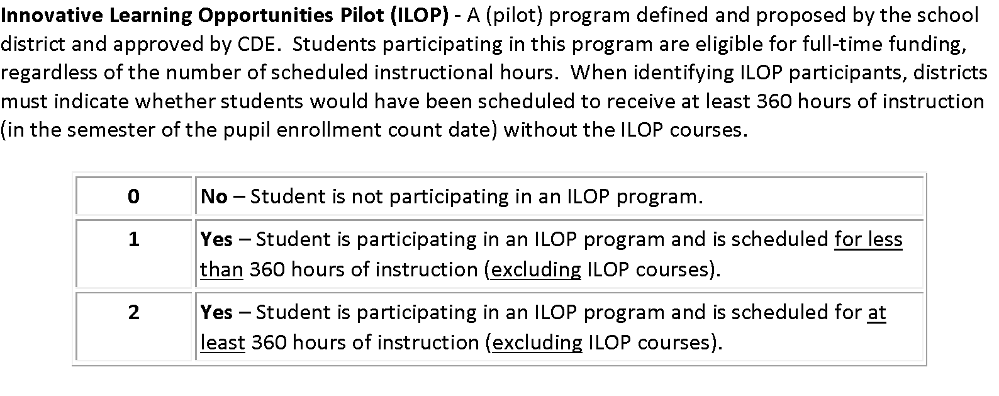 Innovative Learning Opportunities Pilot (ILOP) - A (pilot) program defined and proposed by the school
district and approved by CDE.  Students participating in this program are eligible for full-time funding,
regardless of the number of scheduled instructional hours.  When identifying ILOP participants, districts
must indicate whether students would have been scheduled to receive at least 360 hours of instruction
(in the semester of the pupil enrollment count date) without the ILOP courses.
0 No – Student is not participating in an ILOP program.
1 Yes – Student is participating in an ILOP program and is scheduled for less
than 360 hours of instruction (excluding ILOP courses).
2 Yes – Student is participating in an ILOP program and is scheduled for at
least 360 hours of instruction (excluding ILOP courses).